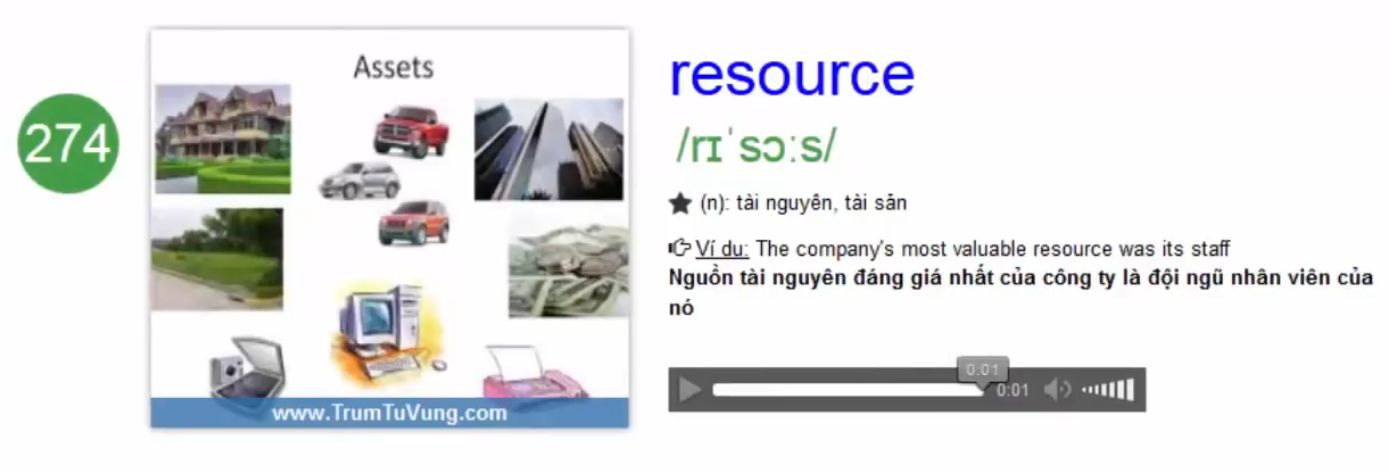 274
Assets
www.TrumTuVung.com
resource
/rɪˈsɔːs/
(n): tài nguyên, tài sản
Ví dụ: The company's most valuable resource was its staff
Nguồn tài nguyên đáng giá nhất của công ty là đội ngũ nhân viên của
nó
0:01
0:01